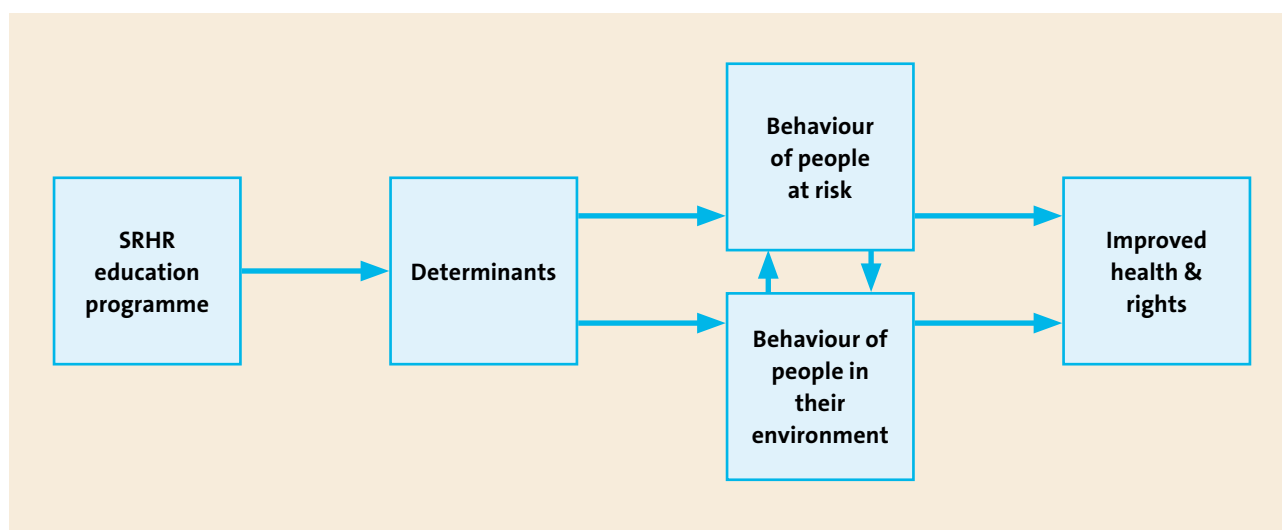 SRHR
education
programme
Determinants
Behaviour
of people
at risk
Behaviour of
people in
their
environment
Improved
health &
rights